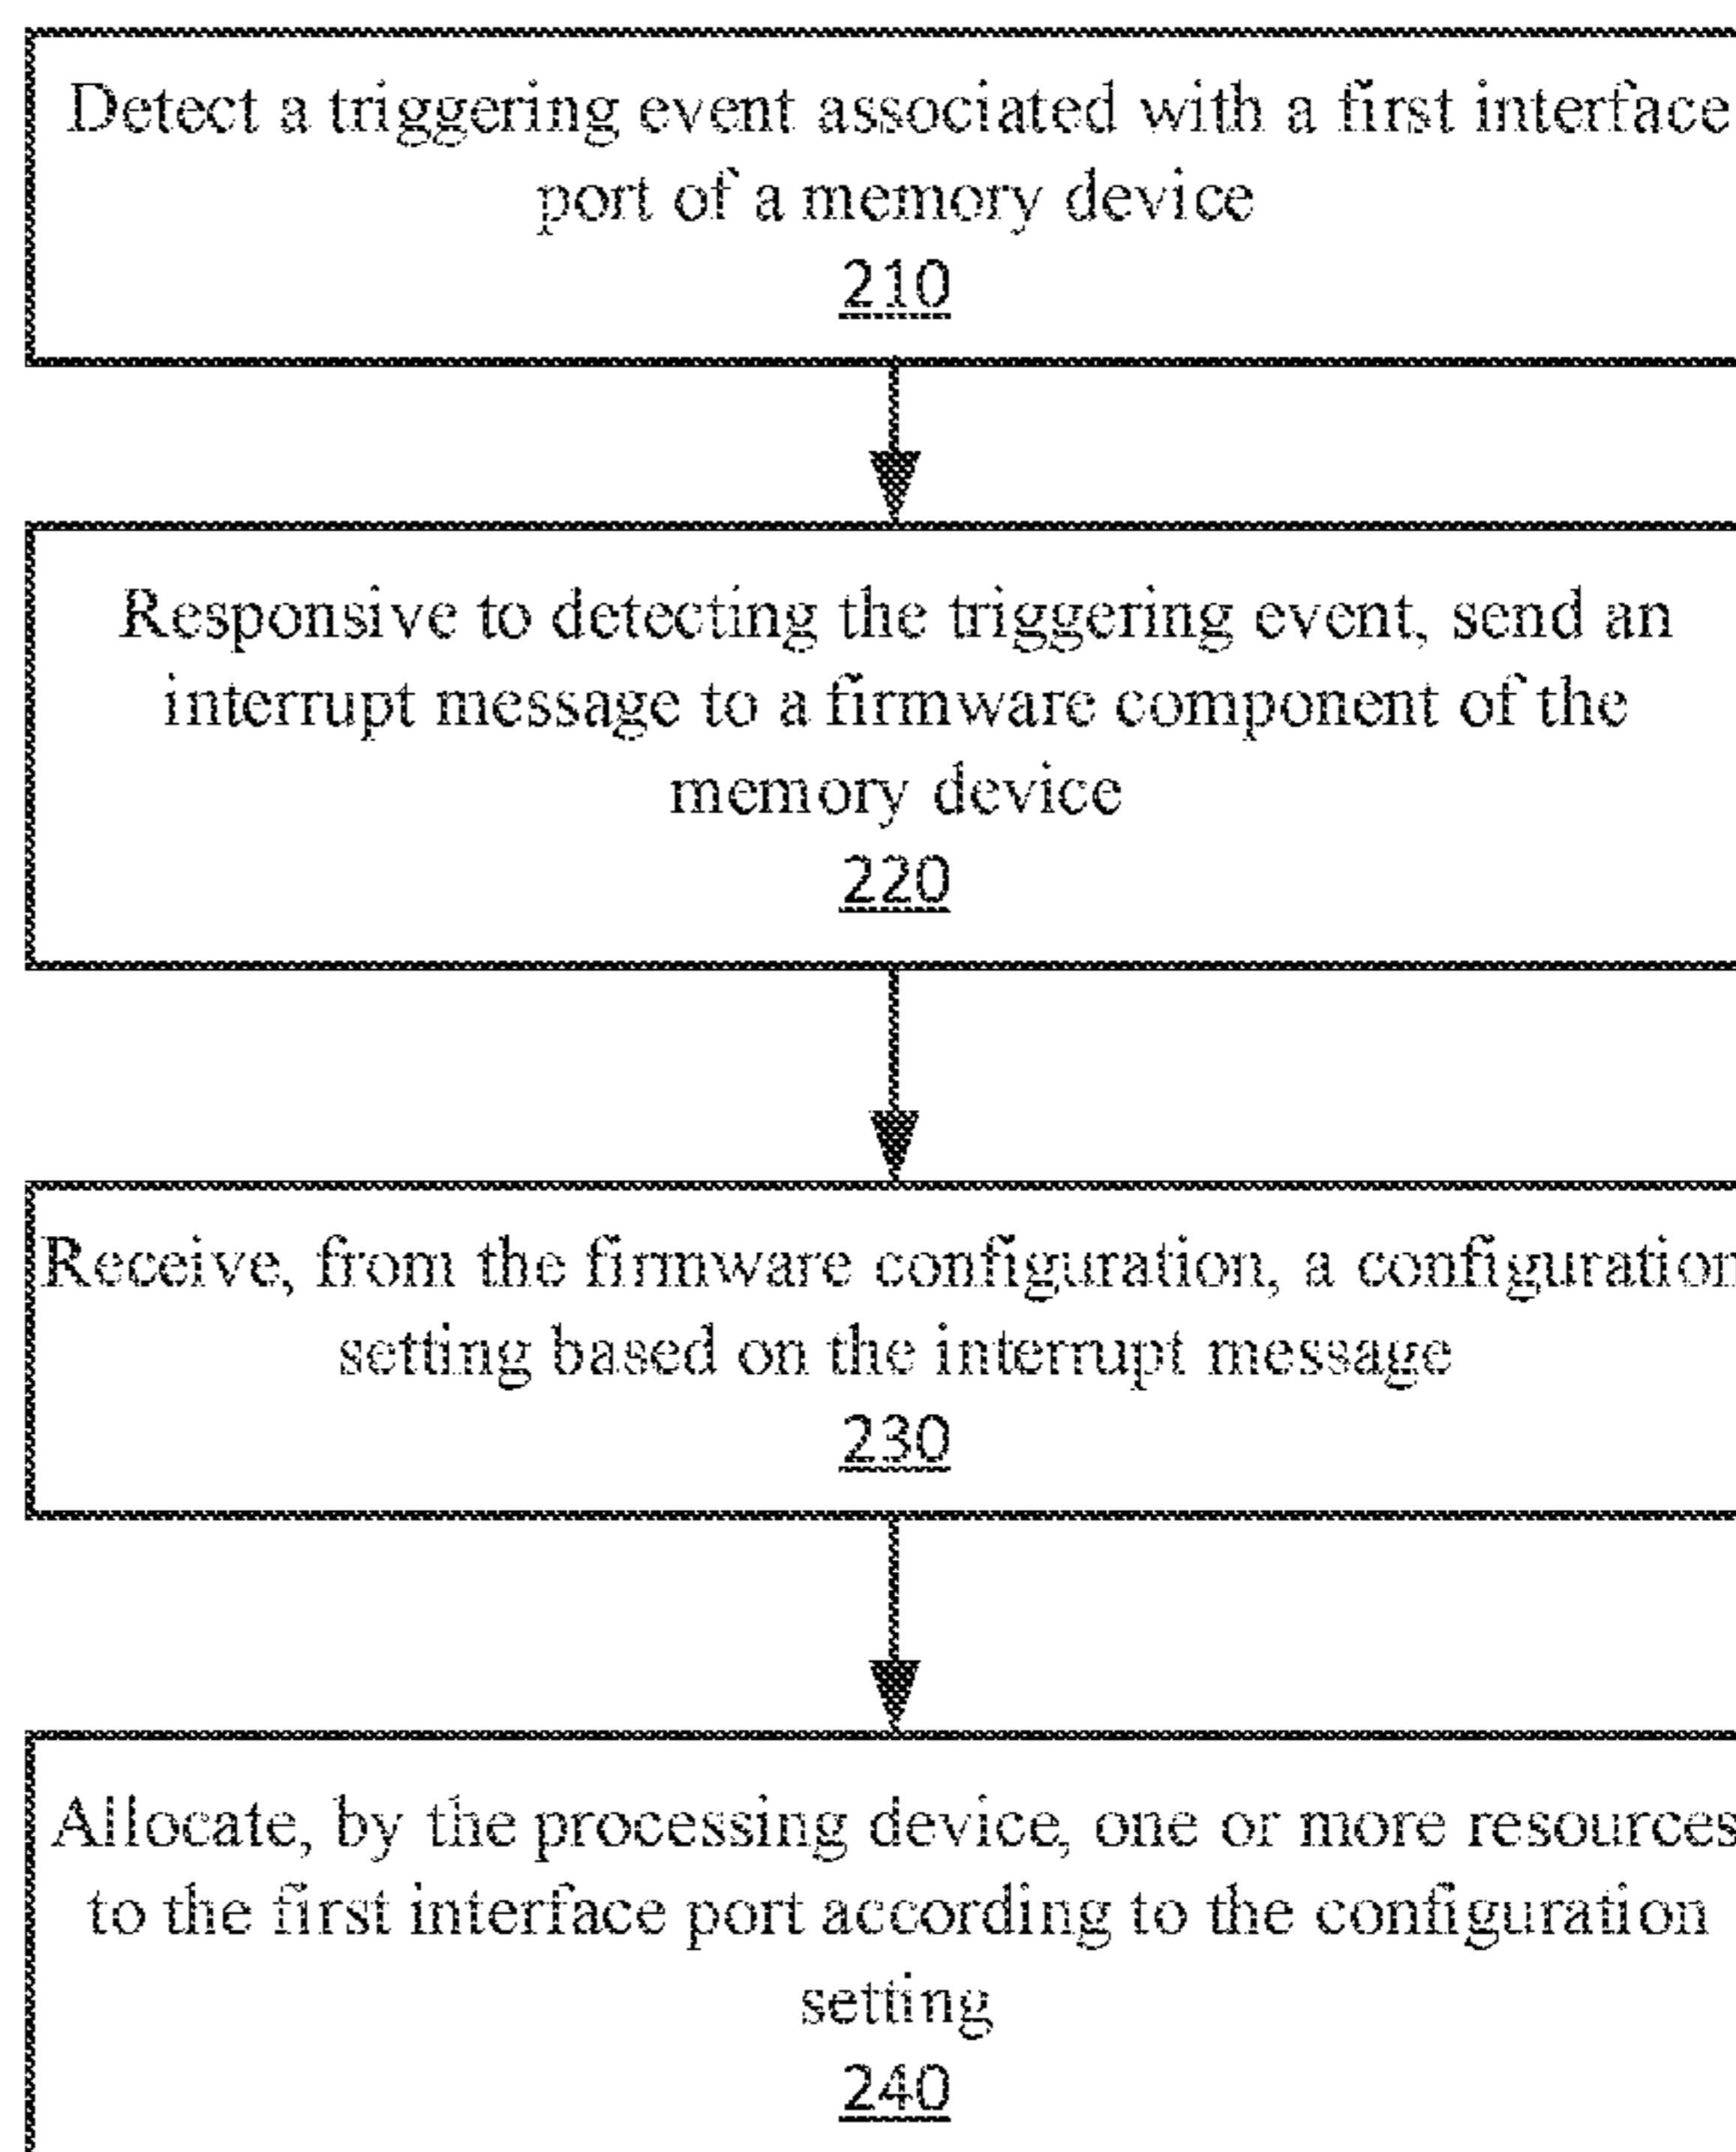 Detect a triggering event associated with a first interface
port of a memory device
210
Responsive to detecting the triggering event, send an
interrupt message to a firmware component of the
memory device
220
Receive, from the firmware configuration, a configuration
setting based on the interrupt message
230
Allocate, by the processing device, one or more resources
to the first interface port according to the configuration
setting
240